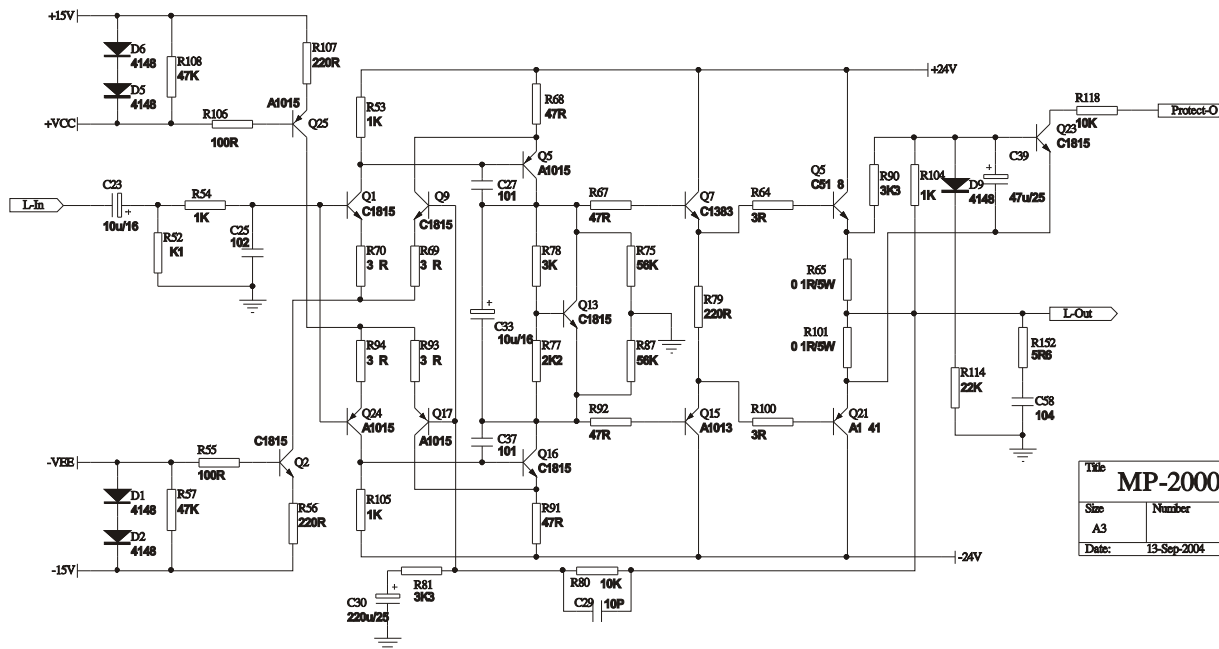 +15V
D6
4148
D5
4148
R108
47K
R107
220R
A1015
Q25
+VCC
R106
100R
R53
1K
R68
47R
+24V
Q5
A1015
C27
101
L-In
C23
+
10u/16
R54
1K
R52
K1
C25
102
Q1
C1815
Q9
C1815
R70
3 R
R69
3 R
R67
47R
Q7
C1383
R64
3R
Q5
C51 8
R90
3K3
R104
1K
D9
4148
C39
+
47u/25
Q23
C1815
R118
10K
Protect-O
R78
3K
R75
56K
Q13
C1815
+
C33
10u/16
R77
2K2
R87
56K
R79
220R
R65
0 1R/5W
R101
0 1R/5W
L-Out
R152
5R6
C58
104
R114
22K
R94
3 R
R93
3 R
Q24
A1015
Q17
A1015
C37
101
R92
47R
Q15
A1013
R100
3R
Q21
A1 41
Q16
C1815
C1815
Q2
-VEE
R55
100R
D1
4148
D2
4148
R57
47K
R56
220R
R105
1K
R91
47R
-15V
-24V
+
C30
220u/25
R81
3K3
R80
10K
C29
10P
Title
MP-2000
Size
A3
Number
Date:
13-Sep-2004